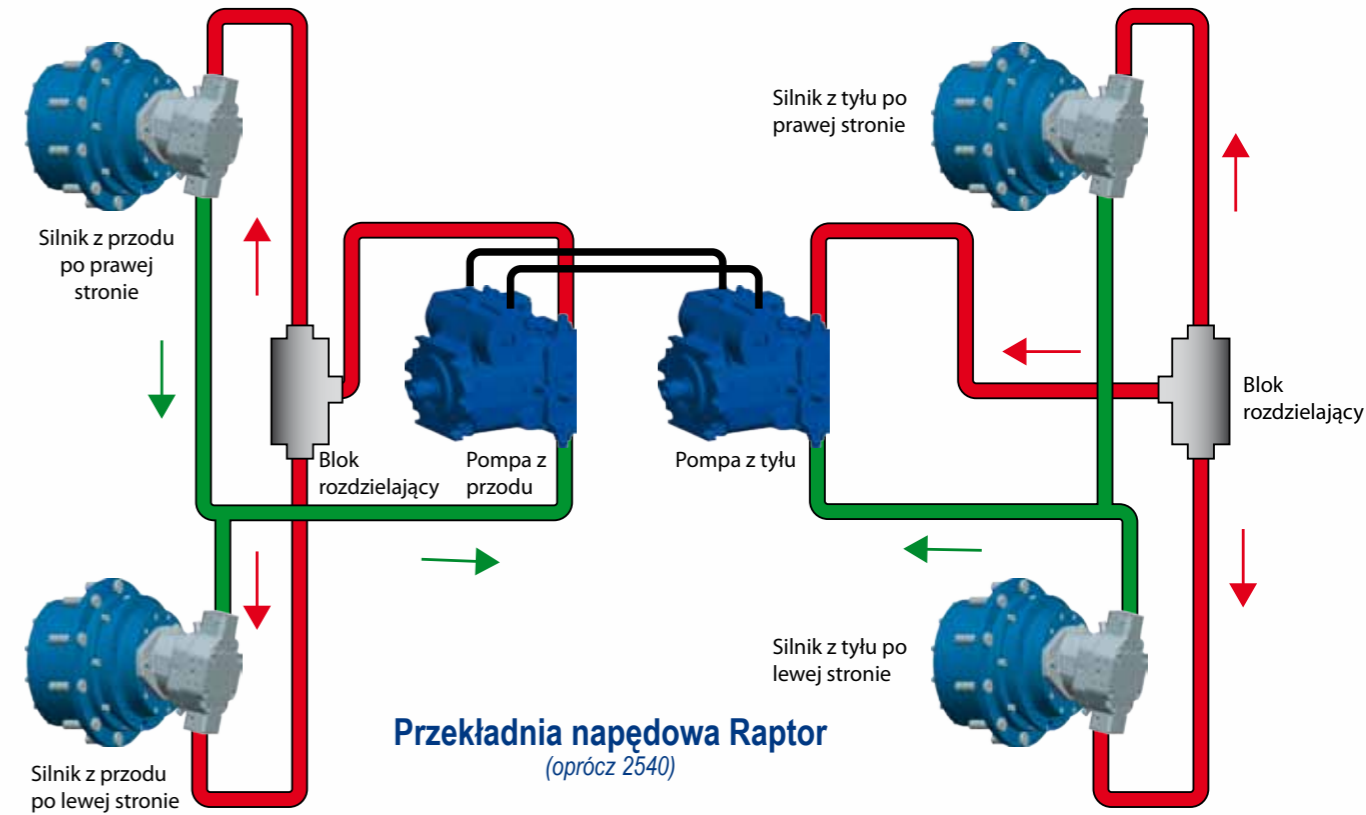 Silnik z tyłu po
prawej stronie
Silnik z przodu
po prawej
stronie
Blok
rozdzielający
Blok
rozdzielający
Pompa z
przodu
Pompa z tyłu
Silnik z tyłu po
lewej stronie
Przekładnia napędowa Raptor
(oprócz 2540)
Silnik z przodu
po lewej stronie